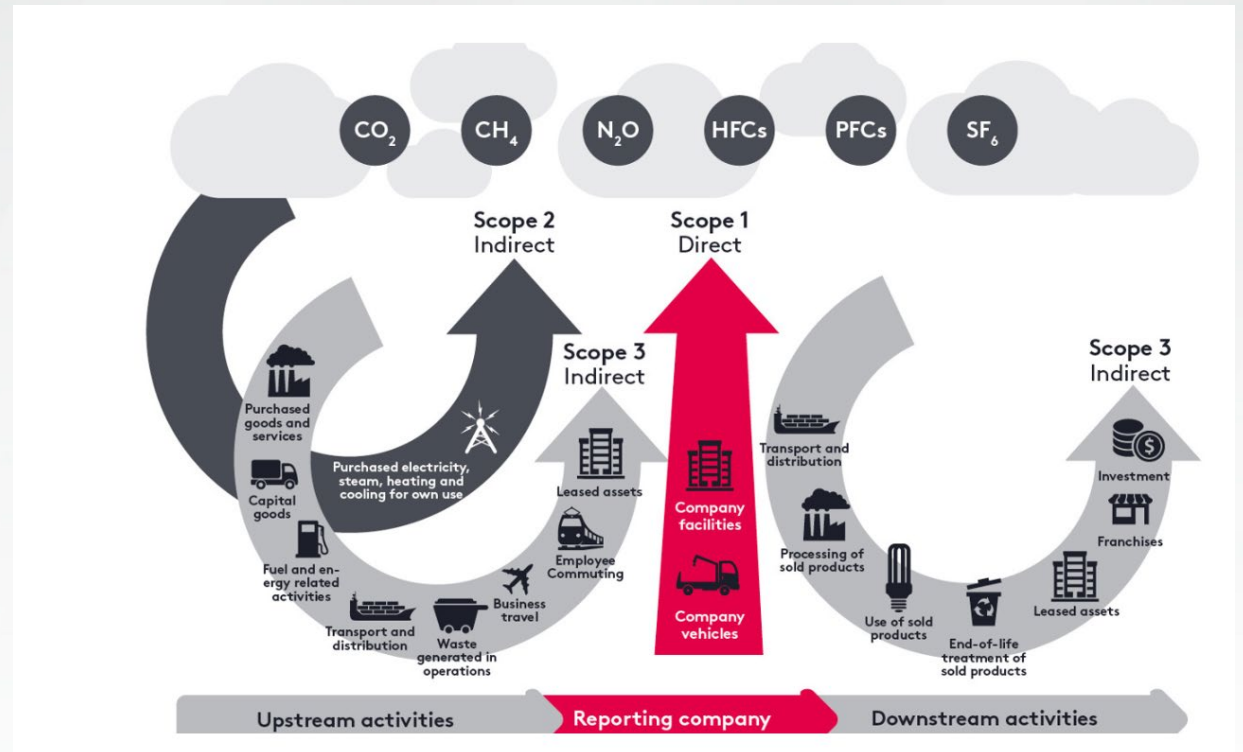 CO₂
CH₄
N₂O
HFCs
PFCs
SF₆
Scope 2
Indirect
Scope 1
Direct
Scope 3
Indirect
Scope 3
Indirect
Purchased
goods and
services
Capital
goods
Fuel and en-
ergy related
activities
Transport and
distribution
Waste
generated in
operations
Business
travel
Employee
Commuting
Leased assets
Purchased electricity,
steam, heating and
cooling for own use
Company
facilities
Company
vehicles
Transport and
distribution
Processing of
sold products
Use of sold
products
End-of-life
treatment of
sold products
Leased assets
Franchises
Investment
$
Upstream activities
Reporting company
Downstream activities